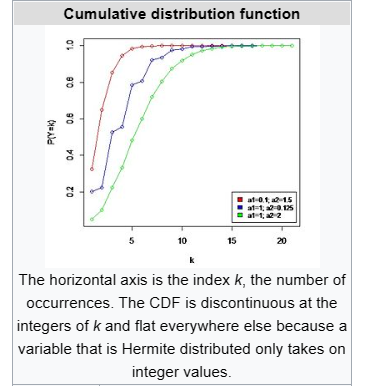 Cumulative distribution function
1.0
0.8
0.6
0.4
0.2
P(Y=k)
a1=0.1; a2=1.5
a1=1; a2=0.125
a1=1; a2=2
5 10 15 20
k
The horizontal axis is the index k, the number of
occurrences. The CDF is discontinuous at the
integers of k and flat everywhere else because a
variable that is Hermite distributed only takes on
integer values.